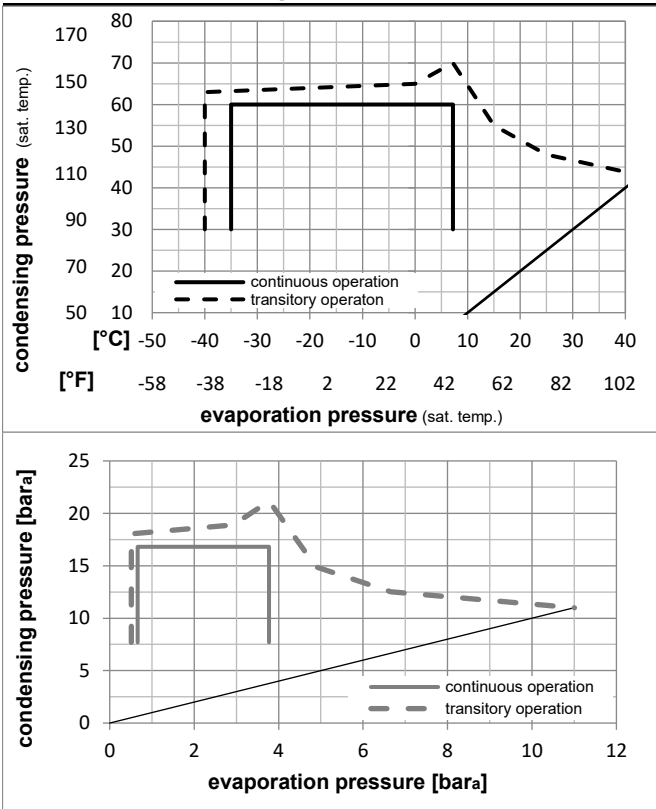 condensing pressure (sat. temp.)
170 80
70
150 60
130 50
110 40
90 30
70 20
50 10
continuous operation
transitory operaton
[°C] -50 -40 -30 -20 -10 0 10 20 30 40
[°F] -58 -38 -18 2 22 42 62 82 102
evaporation pressure (sat. temp.)
condensing pressure [bara]
25
20
15
10
5
0
continuous operation
transitory operation
0 2 4 6 8 10 12
evaporation pressure [bara]